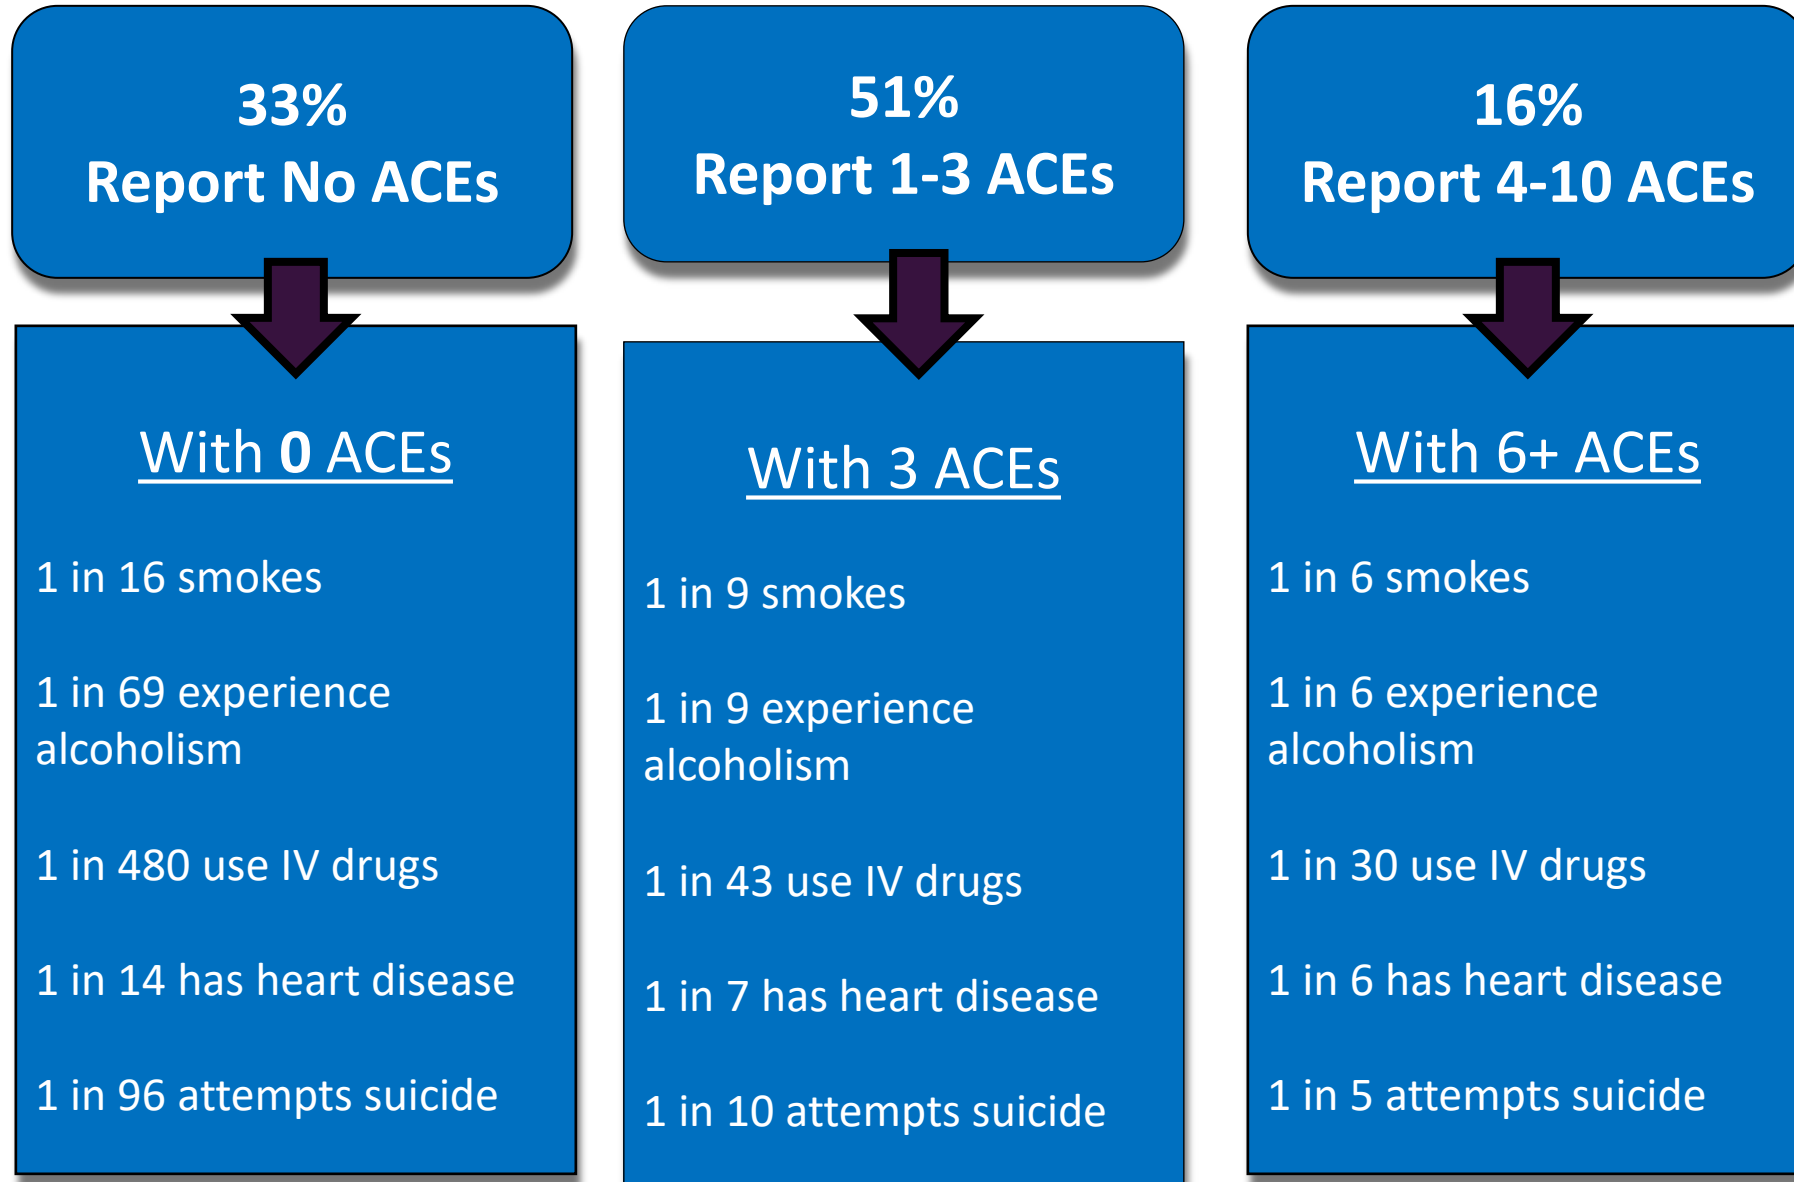 33%
Report No ACEs
51%
Report 1-3 ACEs
16%
Report 4-10 ACEs
With 0 ACEs
1 in 16 smokes
1 in 69 experience
alcoholism
1 in 480 use IV drugs
1 in 14 has heart disease
1 in 96 attempts suicide
With 3 ACEs
1 in 9 smokes
1 in 9 experience
alcoholism
1 in 43 use IV drugs
1 in 7 has heart disease
1 in 10 attempts suicide
With 6+ ACEs
1 in 6 smokes
1 in 6 experience
alcoholism
1 in 30 use IV drugs
1 in 6 has heart disease
1 in 5 attempts suicide